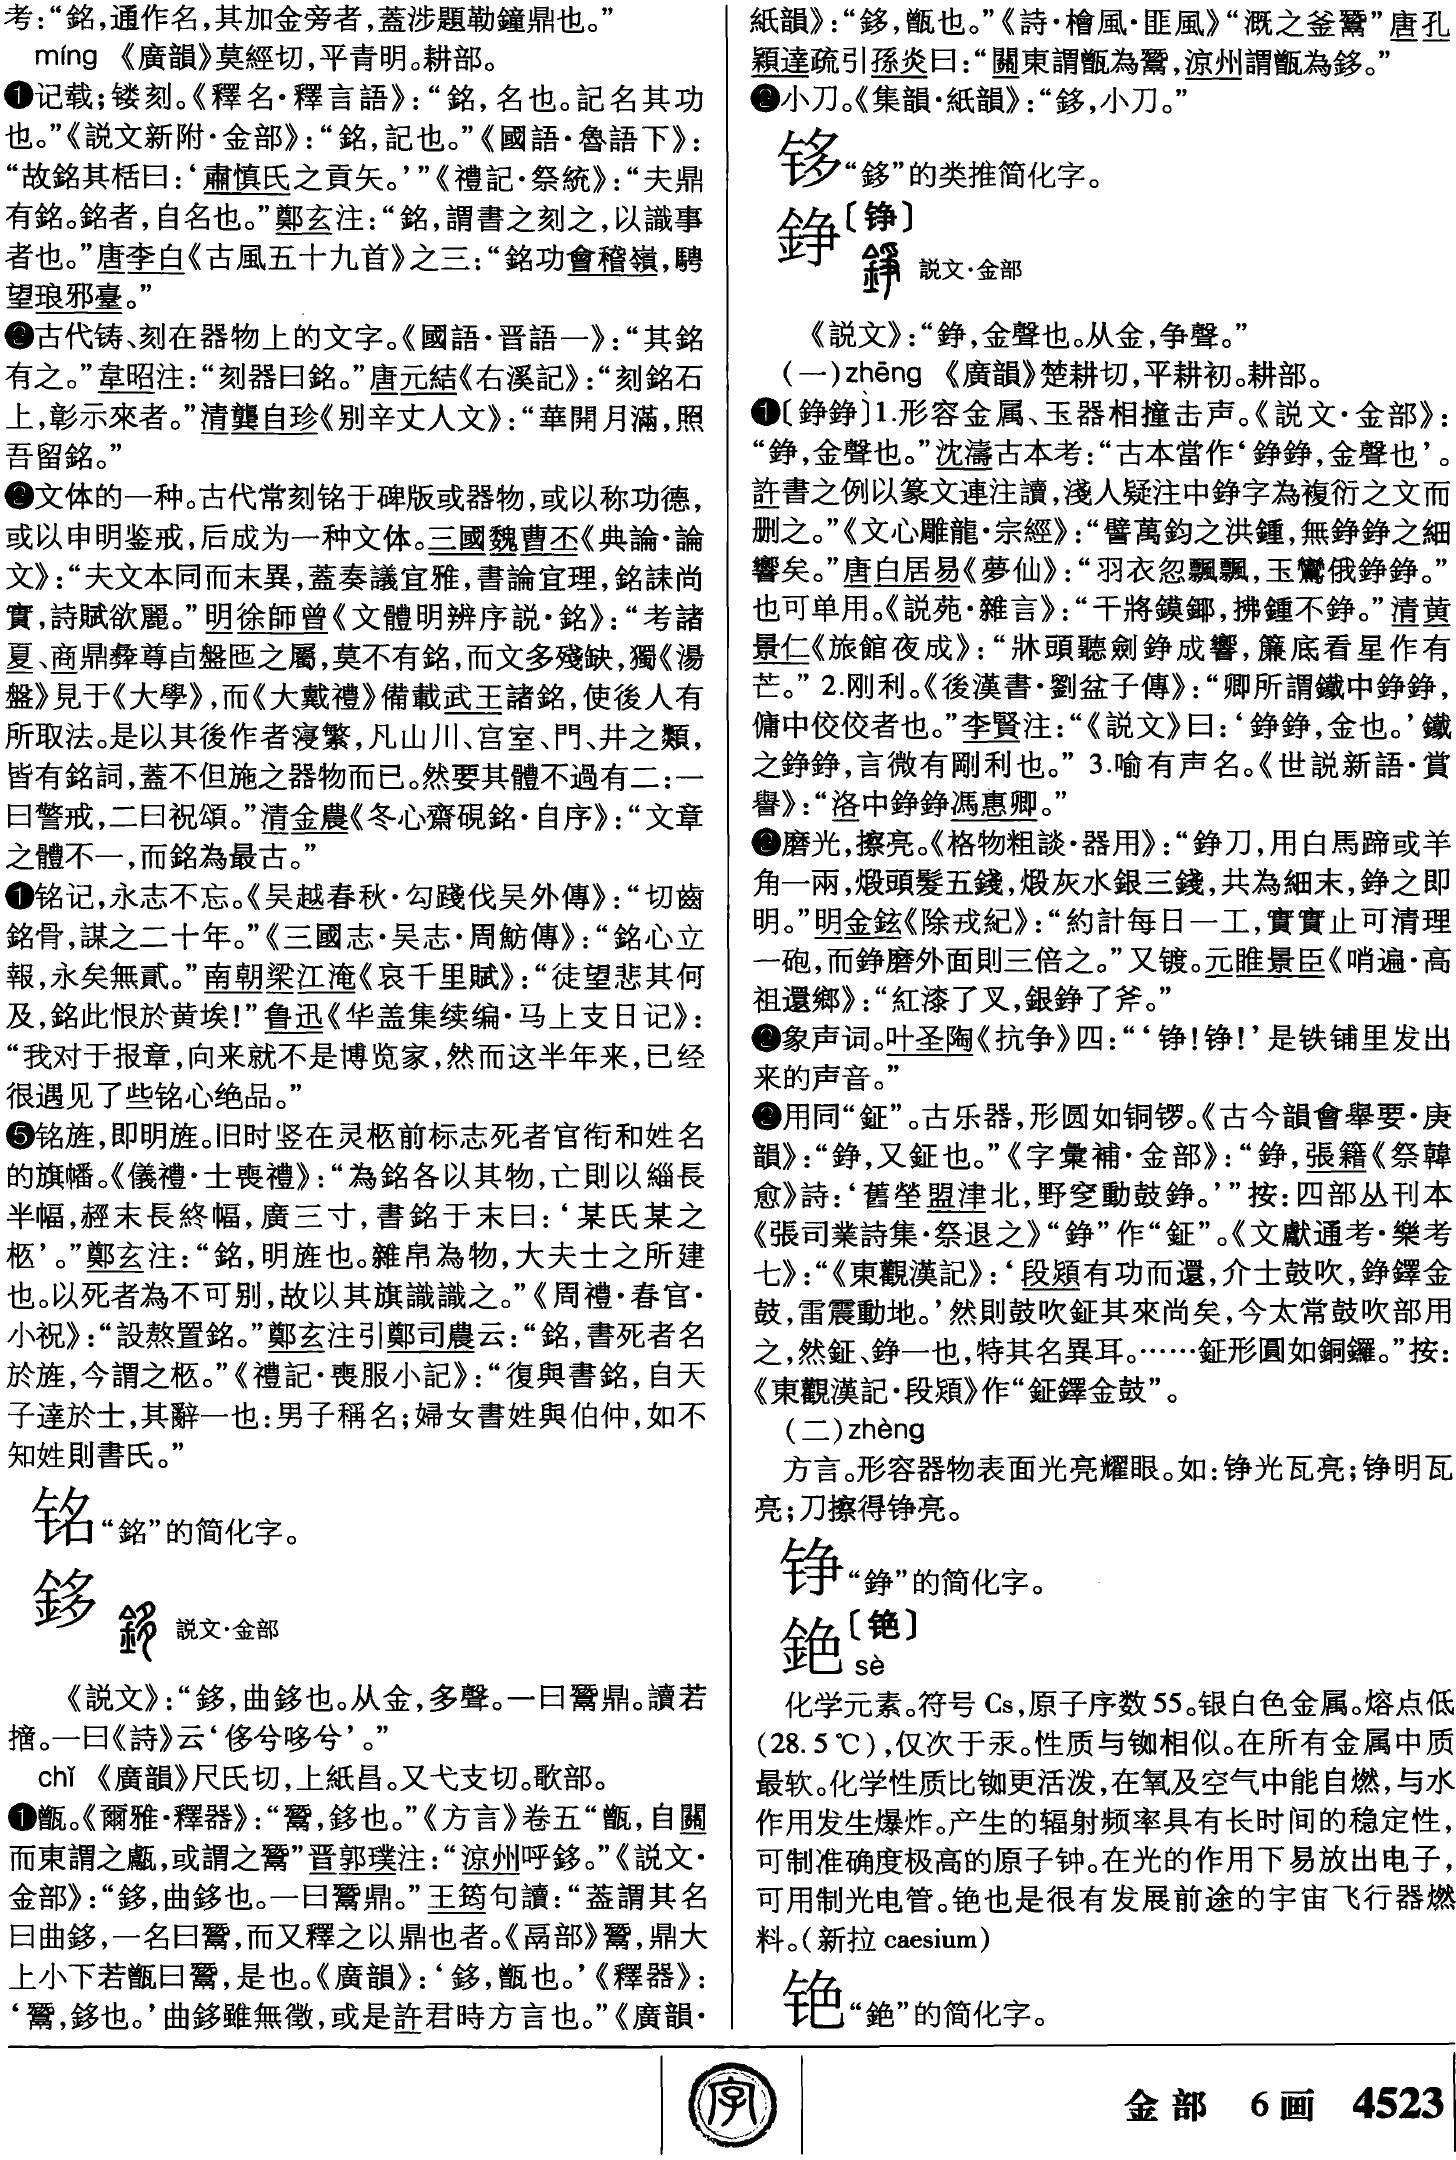 考:“銘,通作名,其加金旁者,蓋涉題勒鐘鼎也。”
míng 《廣韻》莫經切,平青明。耕部。
❶记载;镂刻。《釋名·釋言語》:“銘,名也。記名其功
也。”《説文新附·金部》:“銘,記也。”《國語·魯語下》:
“故銘其栝曰:‘肅慎氏之貢矢。’”《禮記·祭統》:“夫鼎
有銘。銘者,自名也。”鄭玄注:“銘,謂書之刻之,以識事
者也。”唐李白《古風五十九首》之三:“銘功會稽嶺,騁
望琅邪臺。”
❷古代铸、刻在器物上的文字。《國語·晋語一》:“其銘
有之。”韋昭注:“刻器曰銘。”唐元結《右溪記》:“刻銘石
上,彰示來者。”清龔自珍《别辛丈人文》:“華開月滿,照
吾留銘。”
❷文体的一种。古代常刻铭于碑版或器物,或以称功德,
或以申明鉴戒,后成为一种文体。三國魏曹丕《典論·論
文》:“夫文本同而末異,蓋奏議宜雅,書論宜理,銘誄尚
實,詩賦欲麗。”明徐師曾《文體明辨序説·銘》:“考諸
夏、商鼎彝尊卣盤匜之屬,莫不有銘,而文多殘缺,獨《湯
盤》見于《大學》,而《大戴禮》備載武王諸銘,使後人有
所取法。是以其後作者寖繁,凡山川、宫室、門、井之類,
皆有銘詞,蓋不但施之器物而已。然要其體不過有二:一
曰警戒,二曰祝頌。”清金農《冬心齋硯銘·自序》:“文章
之體不一,而銘為最古。”
❶铭记,永志不忘。《吴越春秋·勾踐伐吴外傳》:“切齒
銘骨,謀之二十年。”《三國志·吴志·周魴傳》:“銘心立
報,永矣無貳。”南朝梁江淹《哀千里賦》:“徒望悲其何
及,銘此恨於黄埃!”鲁迅《华盖集续编·马上支日记》:
“我对于报章,向来就不是博览家,然而这半年来,已经
很遇见了些铭心绝品。”
❺铭旌,即明旌。旧时竖在灵柩前标志死者官衔和姓名
的旗幡。《儀禮·士喪禮》:“為銘各以其物,亡則以緇長
半幅,䞓末長終幅,廣三寸,書銘于末曰:‘某氏某之
柩’。”鄭玄注:“銘,明旌也。雜帛為物,大夫士之所建
也。以死者為不可别,故以其旗識識之。”《周禮·春官·
小祝》:“設熬置銘。”鄭玄注引鄭司農云:“銘,書死者名
於旌,今謂之柩。”《禮記·喪服小記》:“復與書銘,自天
子達於士,其辭一也:男子稱名;婦女書姓與伯仲,如不
知姓則書氏。”
铭“銘”的简化字。
鉹 説文·金部
《説文》:“鉹,曲鉹也。从金,多聲。一曰鬵鼎。讀若
摛。一曰《詩》云‘侈兮哆兮’。”
chǐ 《廣韻》尺氏切,上紙昌。又弋支切。歌部。
❶甑。《爾雅·釋器》:“鬵,鉹也。”《方言》卷五“甑,自關
而東謂之甗,或謂之鬵”晋郭璞注:“涼州呼鉹。”《説文·
金部》:“鉹,曲鉹也。一曰鬵鼎。”王筠句讀:“葢謂其名
曰曲鉹,一名曰鬵,而又釋之以鼎也者。《鬲部》鬵,鼎大
上小下若甑曰鬵,是也。《廣韻》:‘鉹,甑也。’《釋器》:
‘鬵,鉹也。’曲鉹雖無徵,或是許君時方言也。”《廣韻·
紙韻》:“鉹,甑也。”《詩·檜風·匪風》“溉之釜鬵”唐孔
穎達疏引孫炎曰:“關東謂甑為鬵,涼州謂甑為鉹。”
❷小刀。《集韻·紙韻》:“鉹,小刀。”
𨱐“鉹”的类推简化字。
錚〔铮〕
説文·金部
《説文》:“錚,金聲也。从金,争聲。”
(一)zhēng 《廣韻》楚耕切,平耕初。耕部。
❶〔錚錚〕1.形容金属、玉器相撞击声。《説文·金部》:
“錚,金聲也。”沈濤古本考:“古本當作‘錚錚,金聲也’。
許書之例以篆文連注讀,淺人疑注中錚字為複衍之文而
删之。”《文心雕龍·宗經》:“譬萬鈞之洪鍾,無錚錚之細
響矣。”唐白居易《夢仙》:“羽衣忽飄飄,玉鸞俄錚錚。”
也可单用。《説苑·雜言》:“干將鏌鋣,拂鍾不錚。”清黄
景仁《旅館夜成》:“牀頭聽劍錚成響,簾底看星作有
芒。” 2.刚利。《後漢書·劉盆子傳》:“卿所謂鐵中錚錚,
傭中佼佼者也。”李賢注:“《説文》曰:‘錚錚,金也。’鐵
之錚錚,言微有剛利也。” 3.喻有声名。《世説新語·賞
譽》:“洛中錚錚馮惠卿。”
❷磨光,擦亮。《格物粗談·器用》:“錚刀,用白馬蹄或羊
角一兩,煅頭髮五錢,煅灰水銀三錢,共為細末,錚之即
明。”明金鉉《除戎紀》:“約計每日一工,實實止可清理
一砲,而錚磨外面則三倍之。”又镀。元睢景臣《哨遍·高
祖還鄉》:“紅漆了叉,銀錚了斧。”
❷象声词。叶圣陶《抗争》四:“‘铮!铮!’是铁铺里发出
来的声音。”
❷用同“鉦”。古乐器,形圆如铜锣。《古今韻會舉要·庚
韻》:“錚,又鉦也。”《字彙補·金部》:“錚,張籍《祭韓
愈》詩:‘舊塋盟津北,野窆動鼓錚。’”按:四部丛刊本
《張司業詩集·祭退之》“錚”作“鉦”。《文獻通考·樂考
七》:“《東觀漢記》:‘段熲有功而還,介士鼓吹,錚鐸金
鼓,雷震動地。’然則鼓吹鉦其來尚矣,今太常鼓吹部用
之,然鉦、錚一也,特其名異耳。……鉦形圓如銅鑼。”按:
《東觀漢記·段熲》作“鉦鐸金鼓”。
(二)zhèng
方言。形容器物表面光亮耀眼。如:铮光瓦亮;铮明瓦
亮;刀擦得铮亮。
铮“錚”的简化字。
銫〔铯〕
sè
化学元素。符号 Cs,原子序数 55。银白色金属。熔点低
(28.5℃),仅次于汞。性质与铷相似。在所有金属中质
最软。化学性质比铷更活泼,在氧及空气中能自燃,与水
作用发生爆炸。产生的辐射频率具有长时间的稳定性,
可制准确度极高的原子钟。在光的作用下易放出电子,
可用制光电管。铯也是很有发展前途的宇宙飞行器燃
料。(新拉 caesium)
铯“銫”的简化字。
字
金部 6画 4523